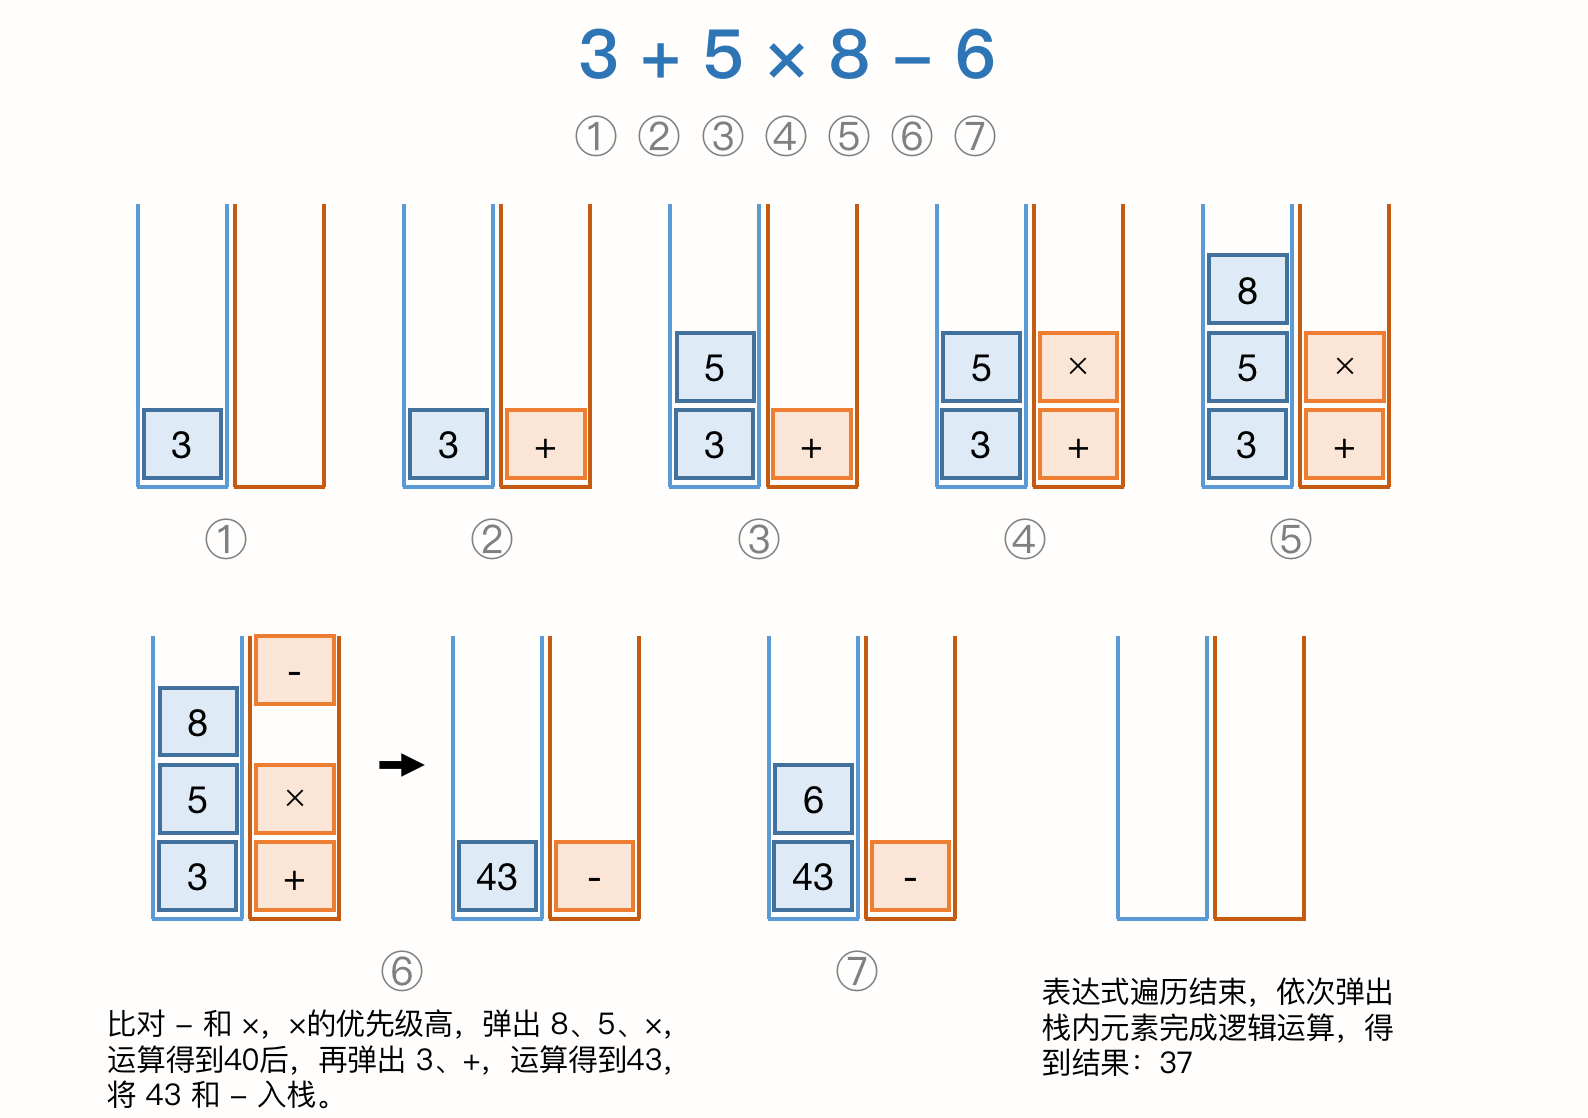 3 + 5 × 8 – 6
① ② ③ ④ ⑤ ⑥ ⑦
8
5 5 × 5 ×
3 3 + 3 + 3 + 3 +
① ② ③ ④ ⑤
-
8
5 × 6
3 + 43 - 43 -
⑥ ⑦
比对 – 和 ×，×的优先级高，弹出 8、5、×，
运算得到40后，再弹出 3、+，运算得到43，
将 43 和 – 入栈。
表达式遍历结束，依次弹出
栈内元素完成逻辑运算，得
到结果：37